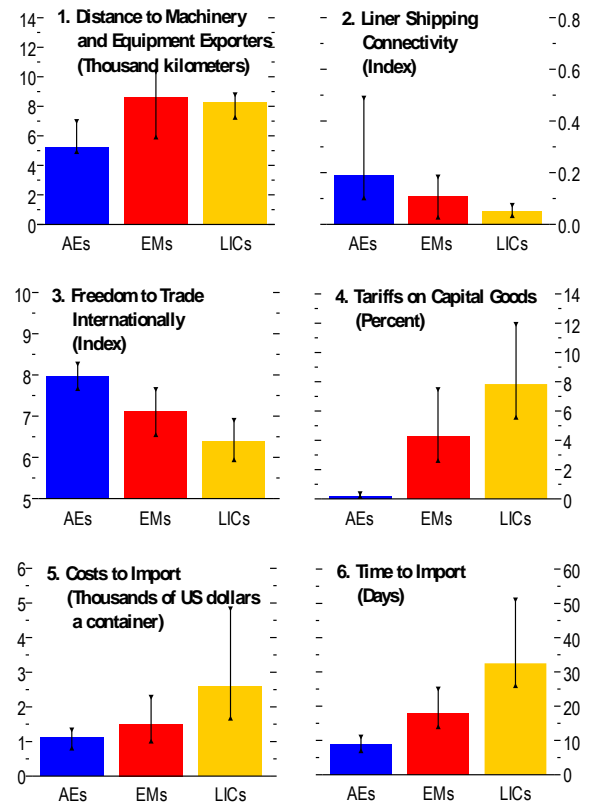 1. Distance to Machinery
and Equipment Exporters
(Thousand kilometers)
14
12
10
8
6
4
2
0
AEs EMs LICs
2. Liner Shipping
Connectivity
(Index)
0.8
0.6
0.4
0.2
0.0
AEs EMs LICs
3. Freedom to Trade
Internationally
(Index)
10
9
8
7
6
5
AEs EMs LICs
4. Tariffs on Capital Goods
(Percent)
14
12
10
8
6
4
2
0
AEs EMs LICs
5. Costs to Import
(Thousands of US dollars
a container)
6
5
4
3
2
1
0
AEs EMs LICs
6. Time to Import
(Days)
60
50
40
30
20
10
0
AEs EMs LICs